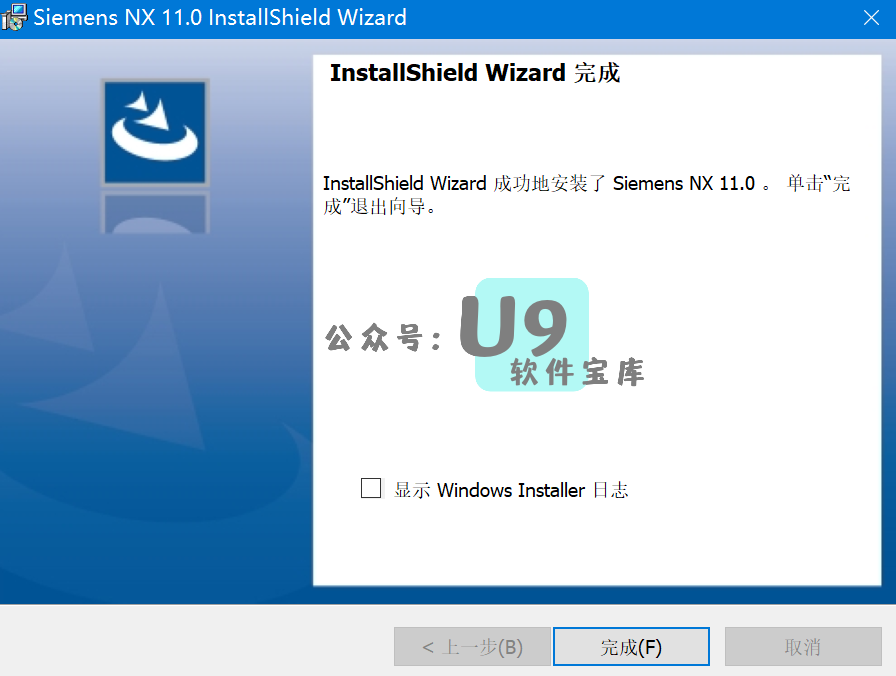 Siemens NX 11.0 InstallShield Wizard
InstallShield Wizard 完成
InstallShield Wizard 成功地安装了 Siemens NX 11.0 。 单击“完
成”退出向导。
公众号：U9
软件宝库
显示 Windows Installer 日志
< 上一步(B)
完成(F)
取消